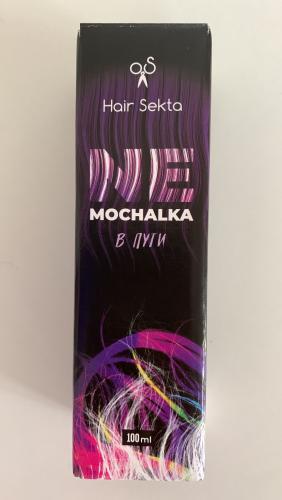 Hair Sekta
NE
MOCHALKA
В ПУГИ
100ml